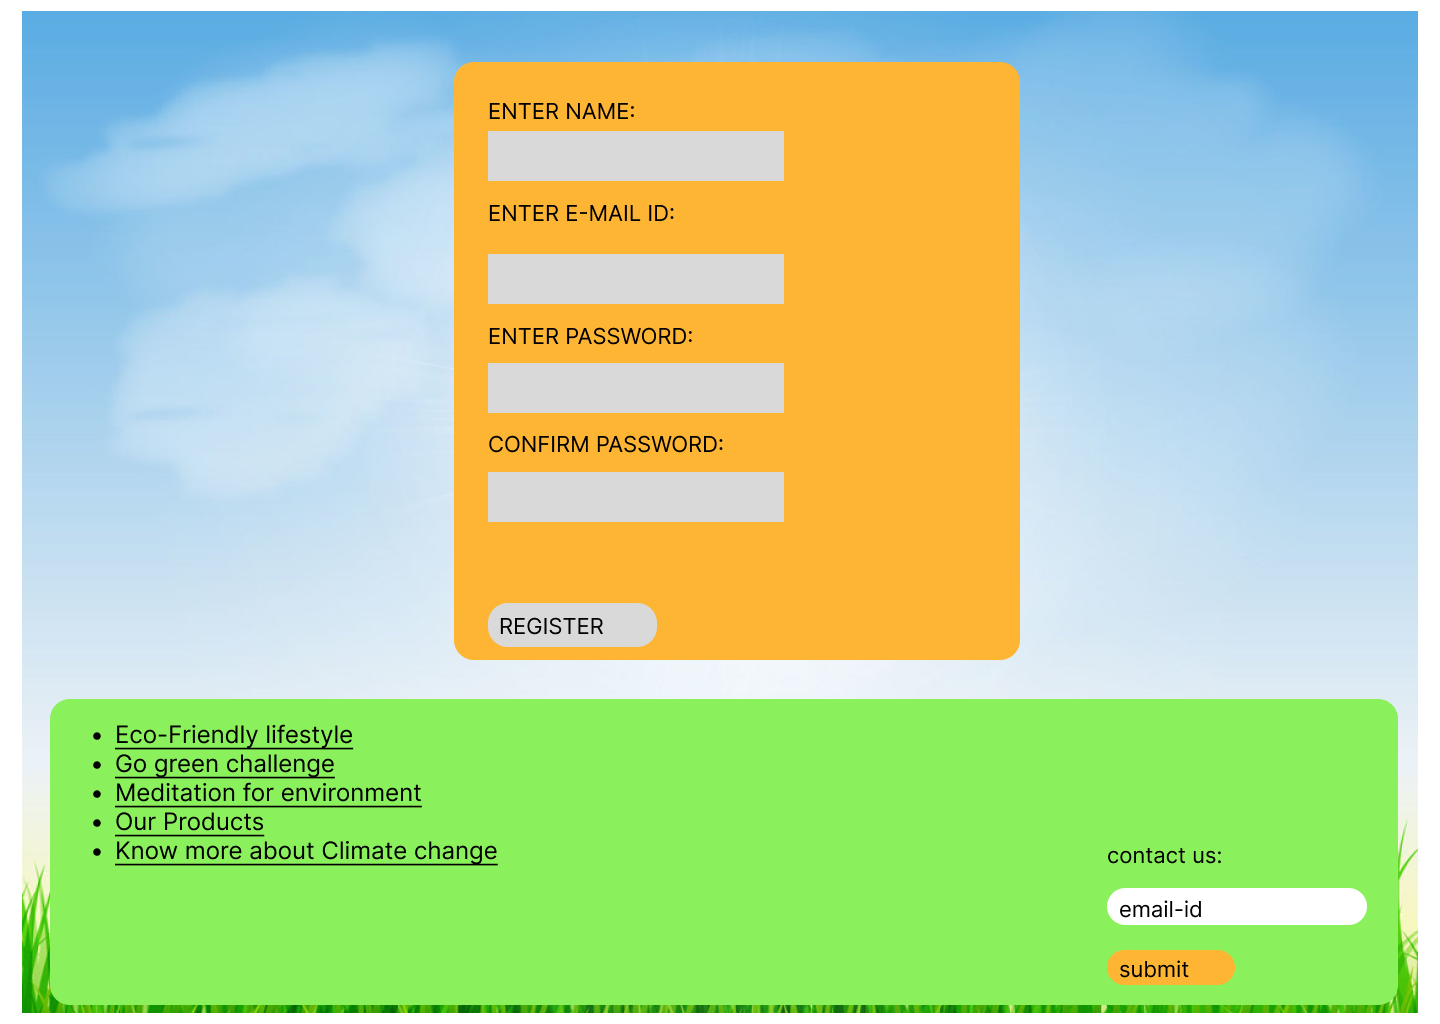 ENTER NAME:
ENTER E-MAIL ID:
ENTER PASSWORD:
CONFIRM PASSWORD:
REGISTER
• Eco-Friendly lifestyle
• Go green challenge
• Meditation for environment
• Our Products
• Know more about Climate change
contact us:
email-id
submit